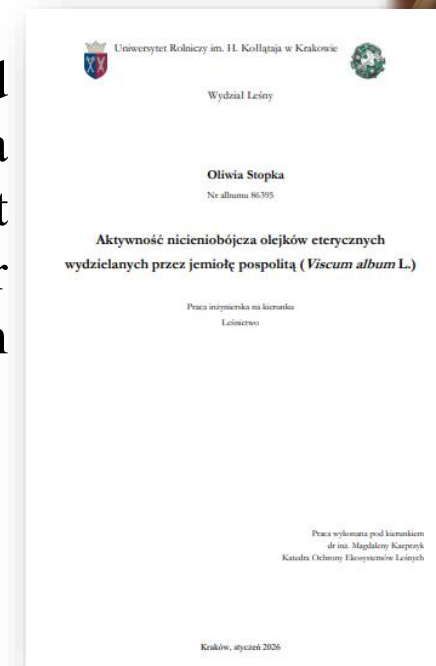 Uniwersytet Rolniczy im. H. Kołłątaja w Krakowie
Wydział Leśny
Oliwia Stopka
Nr albumu 86395
Aktywność nicieniobójcza olejków eterycznych
wydzielanych przez jemiołę pospolitą (Viscum album L.)
Praca inżynierska na kierunku
Leśnictwo
Praca wykonana pod kierunkiem
dr inż. Magdaleny Kacprzyk
Katedra Ochrony Ekosystemów Leśnych
Kraków, styczeń 2026